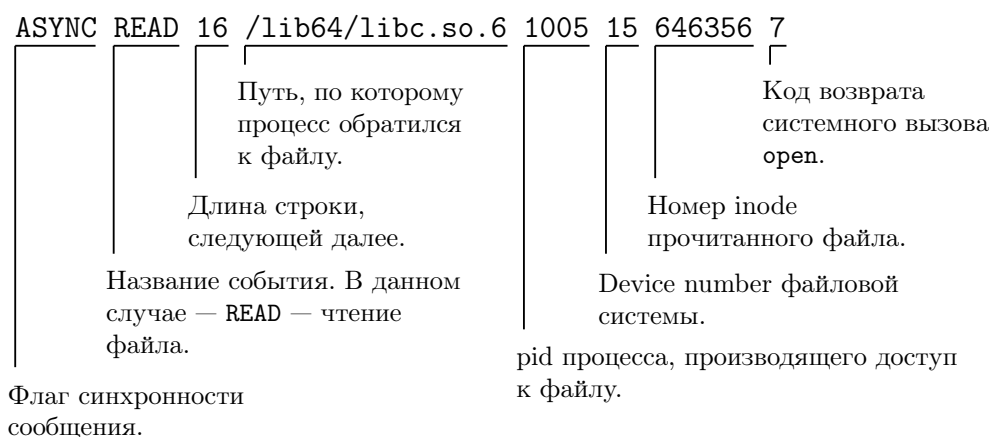 ASYNC READ 16 /lib64/libc.so.6 1005 15 646356 7
Путь, по которому
процесс обратился
к файлу.
Код возврата
системного вызова
open.
Длина строки,
следующей далее.
Номер inode
прочитанного файла.
Название события. В данном
случае — READ — чтение
файла.
Device number файловой
системы.
pid процесса, производящего доступ
к файлу.
Флаг синхронности
сообщения.